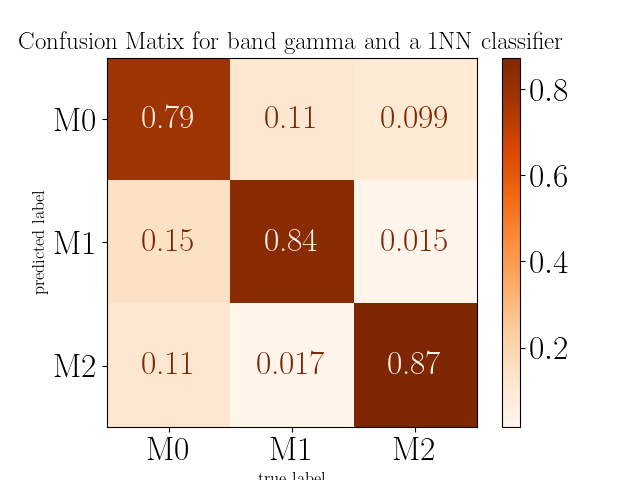 Confusion Matix for band gamma and a 1NN classifier
M0 0.79 0.11 0.099
M1 0.15 0.84 0.015
M2 0.11 0.017 0.87
M0 M1 M2
predicted label
true label
0.8
0.6
0.4
0.2